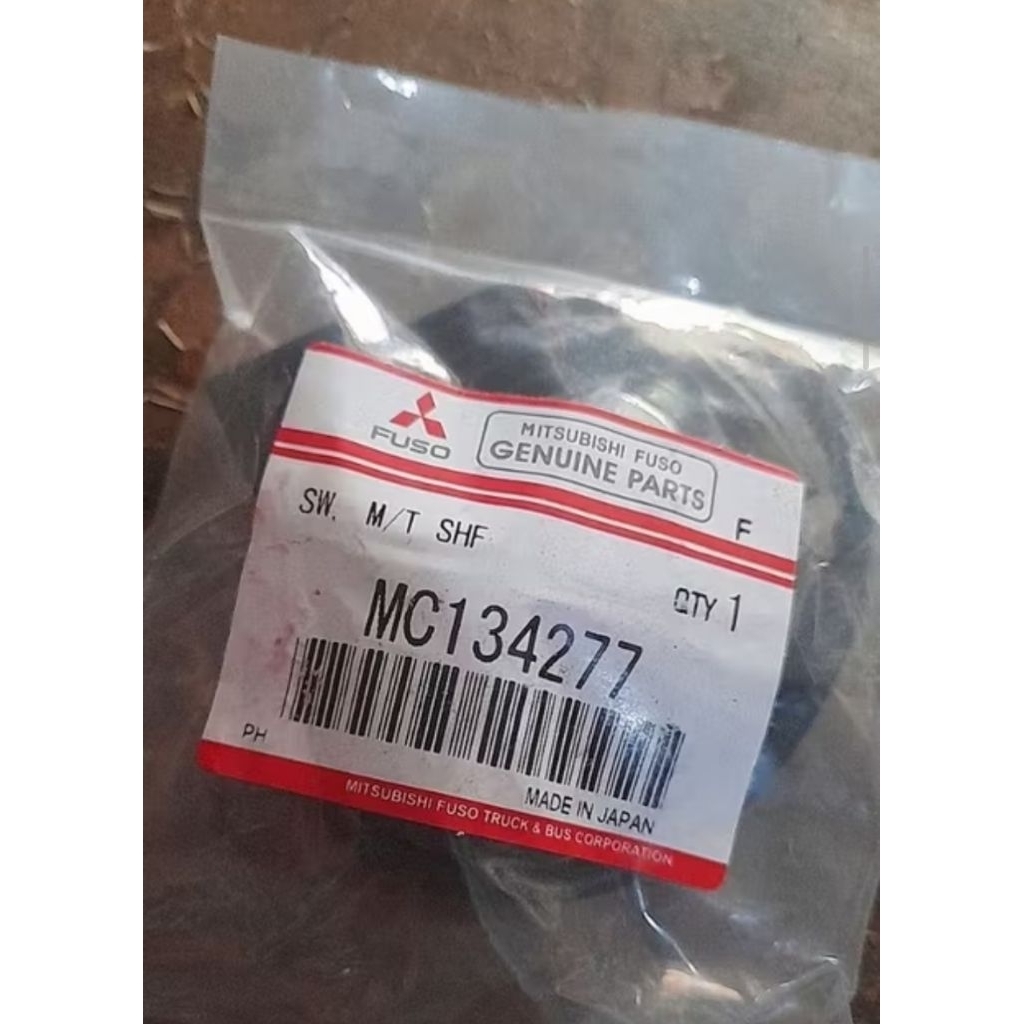 FUSO
MITSUBISHI FUSO
GENUINE PARTS
F
SW, M/T SHF
QTY 1
MC134277
PH
MADE IN JAPAN
MITSUBISHI FUSO TRUCK & BUS CORPORATION